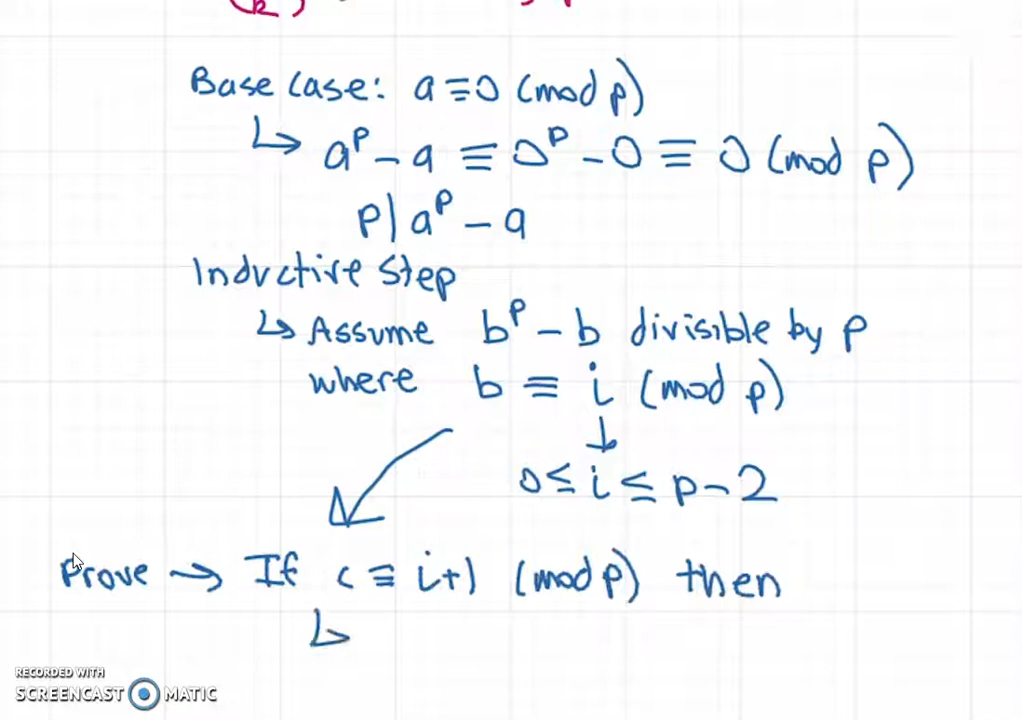 (k)
Base Case: a ≡ 0 (mod p)
↳ a^p - a ≡ 0^p - 0 ≡ 0 (mod p)
p | a^p - a
Inductive Step
↳ Assume b^p - b divisible by p
where b ≡ i (mod p)
↓
0 ≤ i ≤ p - 2
Prove → If c ≡ i+1 (mod p) then
↳
RECORDED WITH
SCREENCAST MATIC